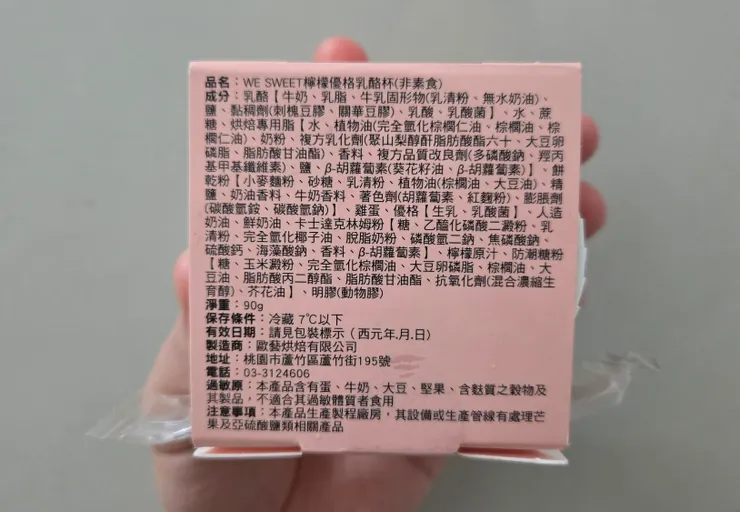 品名：WE SWEET檸檬優格乳酪杯(非素食)
成分：乳酪【牛奶、乳脂、牛乳固形物(乳清粉、無水奶油)、
鹽、黏稠劑(刺槐豆膠、關華豆膠)、乳酸、乳酸菌】、水、蔗
糖、烘焙專用脂【水、植物油(完全氫化棕櫚仁油、棕櫚油、棕
櫚仁油)、奶粉、複方乳化劑(聚山梨醇酐脂肪酸酯六十、大豆卵
磷脂、脂肪酸甘油酯)、香料、複方品質改良劑(多磷酸鈉、羥丙
基甲基纖維素)、鹽、β-胡蘿蔔素(葵花籽油、β-胡蘿蔔素)】、餅
乾粉【小麥麵粉、砂糖、乳清粉、植物油(棕櫚油、大豆油)、精
鹽、奶油香料、牛奶香料、著色劑(胡蘿蔔素、紅麴粉)、膨脹劑
(碳酸氫銨、碳酸氫鈉)】、雞蛋、優格【生乳、乳酸菌】、人造
奶油、鮮奶油、卡士達克林姆粉【糖、乙醯化磷酸二澱粉、乳
清粉、完全氫化椰子油、脫脂奶粉、磷酸氫二鈉、焦磷酸鈉、
硫酸鈣、海藻酸鈉、香料、β-胡蘿蔔素】、檸檬原汁、防潮糖粉
【糖、玉米澱粉、完全氫化棕櫚油、大豆卵磷脂、棕櫚油、大
豆油、脂肪酸丙二醇酯、脂肪酸甘油酯、抗氧化劑(混合濃縮生
育醇)、芥花油】、明膠(動物膠)
淨重：90g
保存條件：冷藏 7℃以下
有效日期：請見包裝標示（西元年.月.日）
製造商：歐藝烘焙有限公司
地址：桃園市蘆竹區蘆竹街195號
電話：03-3124606
過敏原：本產品含有蛋、牛奶、大豆、堅果、含麩質之穀物及
其製品，不適合其過敏體質者食用
注意事項：本產品生產製程廠房，其設備或生產管線有處理芒
果及亞硫酸鹽類相關產品